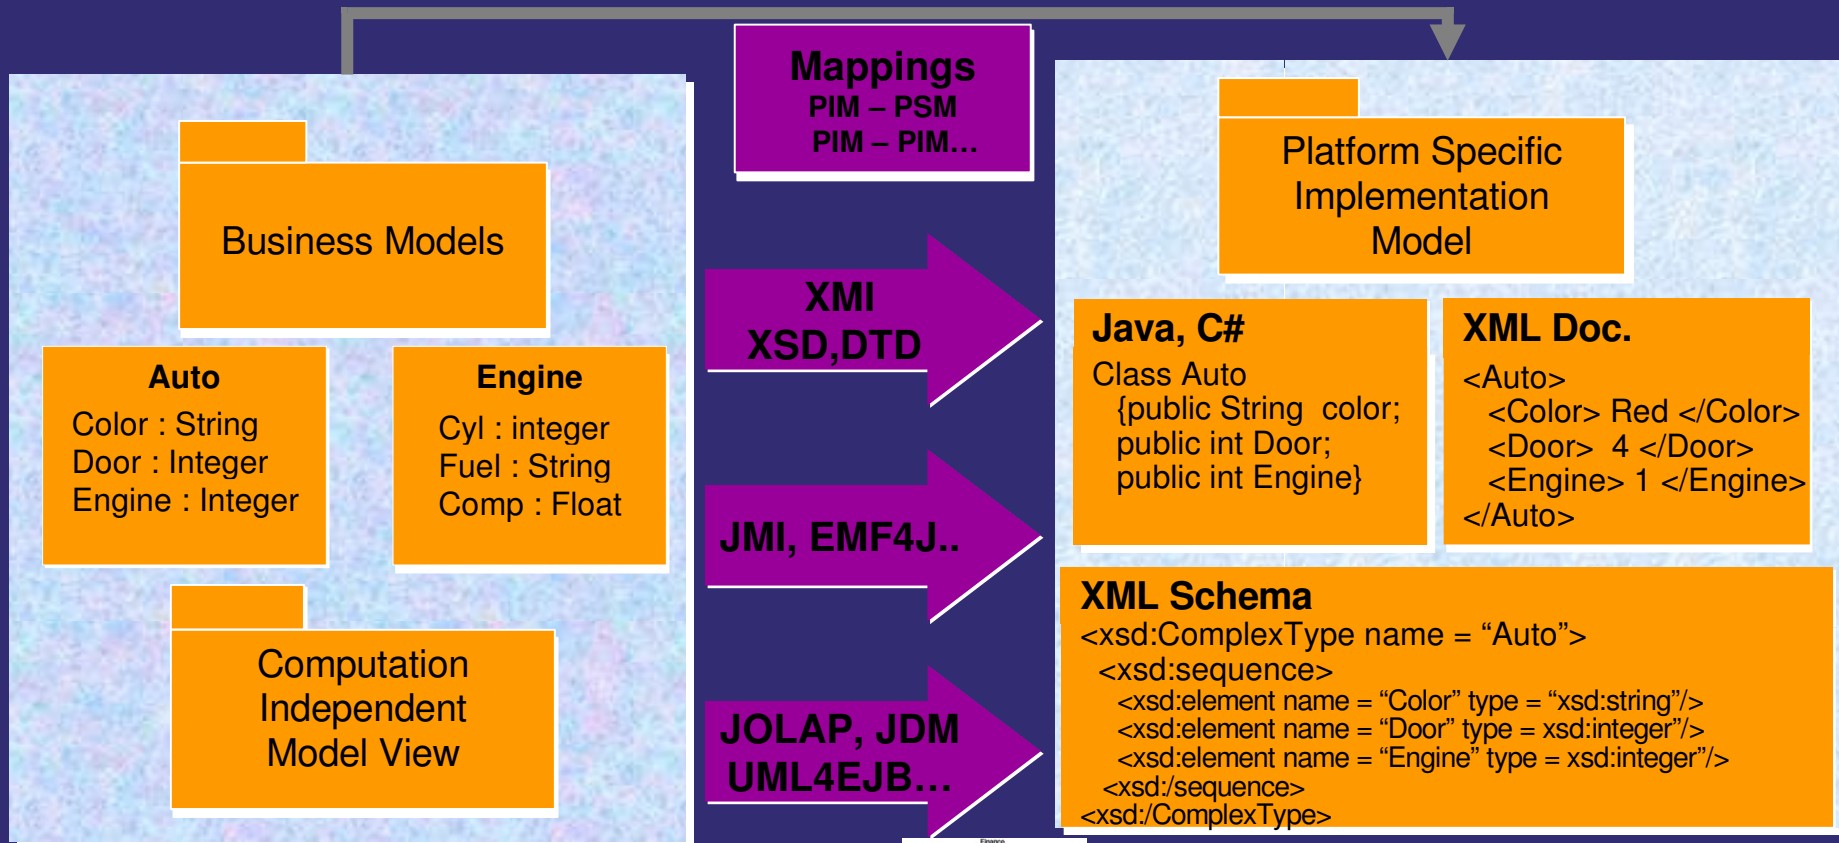 Mappings
PIM – PSM
PIM – PIM…
Business Models
Auto
Color : String
Door : Integer
Engine : Integer
Engine
Cyl : integer
Fuel : String
Comp : Float
Computation
Independent
Model View
XMI
XSD,DTD
JMI, EMF4J..
JOLAP, JDM
UML4EJB…
Platform Specific
Implementation
Model
Java, C#
Class Auto
{public String color;
public int Door;
public int Engine}
XML Doc.
<Auto>
<Color> Red </Color>
<Door> 4 </Door>
<Engine> 1 </Engine>
</Auto>
XML Schema
<xsd:ComplexType name = “Auto”>
<xsd:sequence>
<xsd:element name = “Color” type = “xsd:string”/>
<xsd:element name = “Door” type = xsd:integer”/>
<xsd:element name = “Engine” type = xsd:integer”/>
<xsd:/sequence>
<xsd:/ComplexType>
Finance